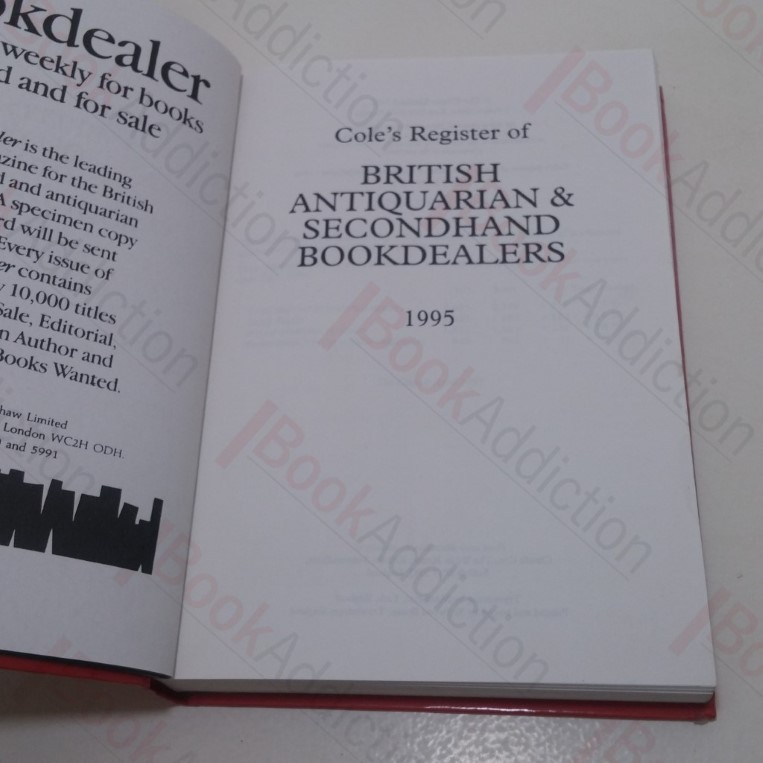 okdealer
weekly for books
d and for sale
ler is the leading
zine for the British
l and antiquarian
A specimen copy
rd will be sent
Every issue of
er contains
y 10,000 titles
Sale, Editorial,
n Author and
Books Wanted.
haw Limited
London WC2H ODH.
and 5991
Cole's Register of
BRITISH
ANTIQUARIAN &
SECONDHAND
BOOKDEALERS
1995
BookAddiction